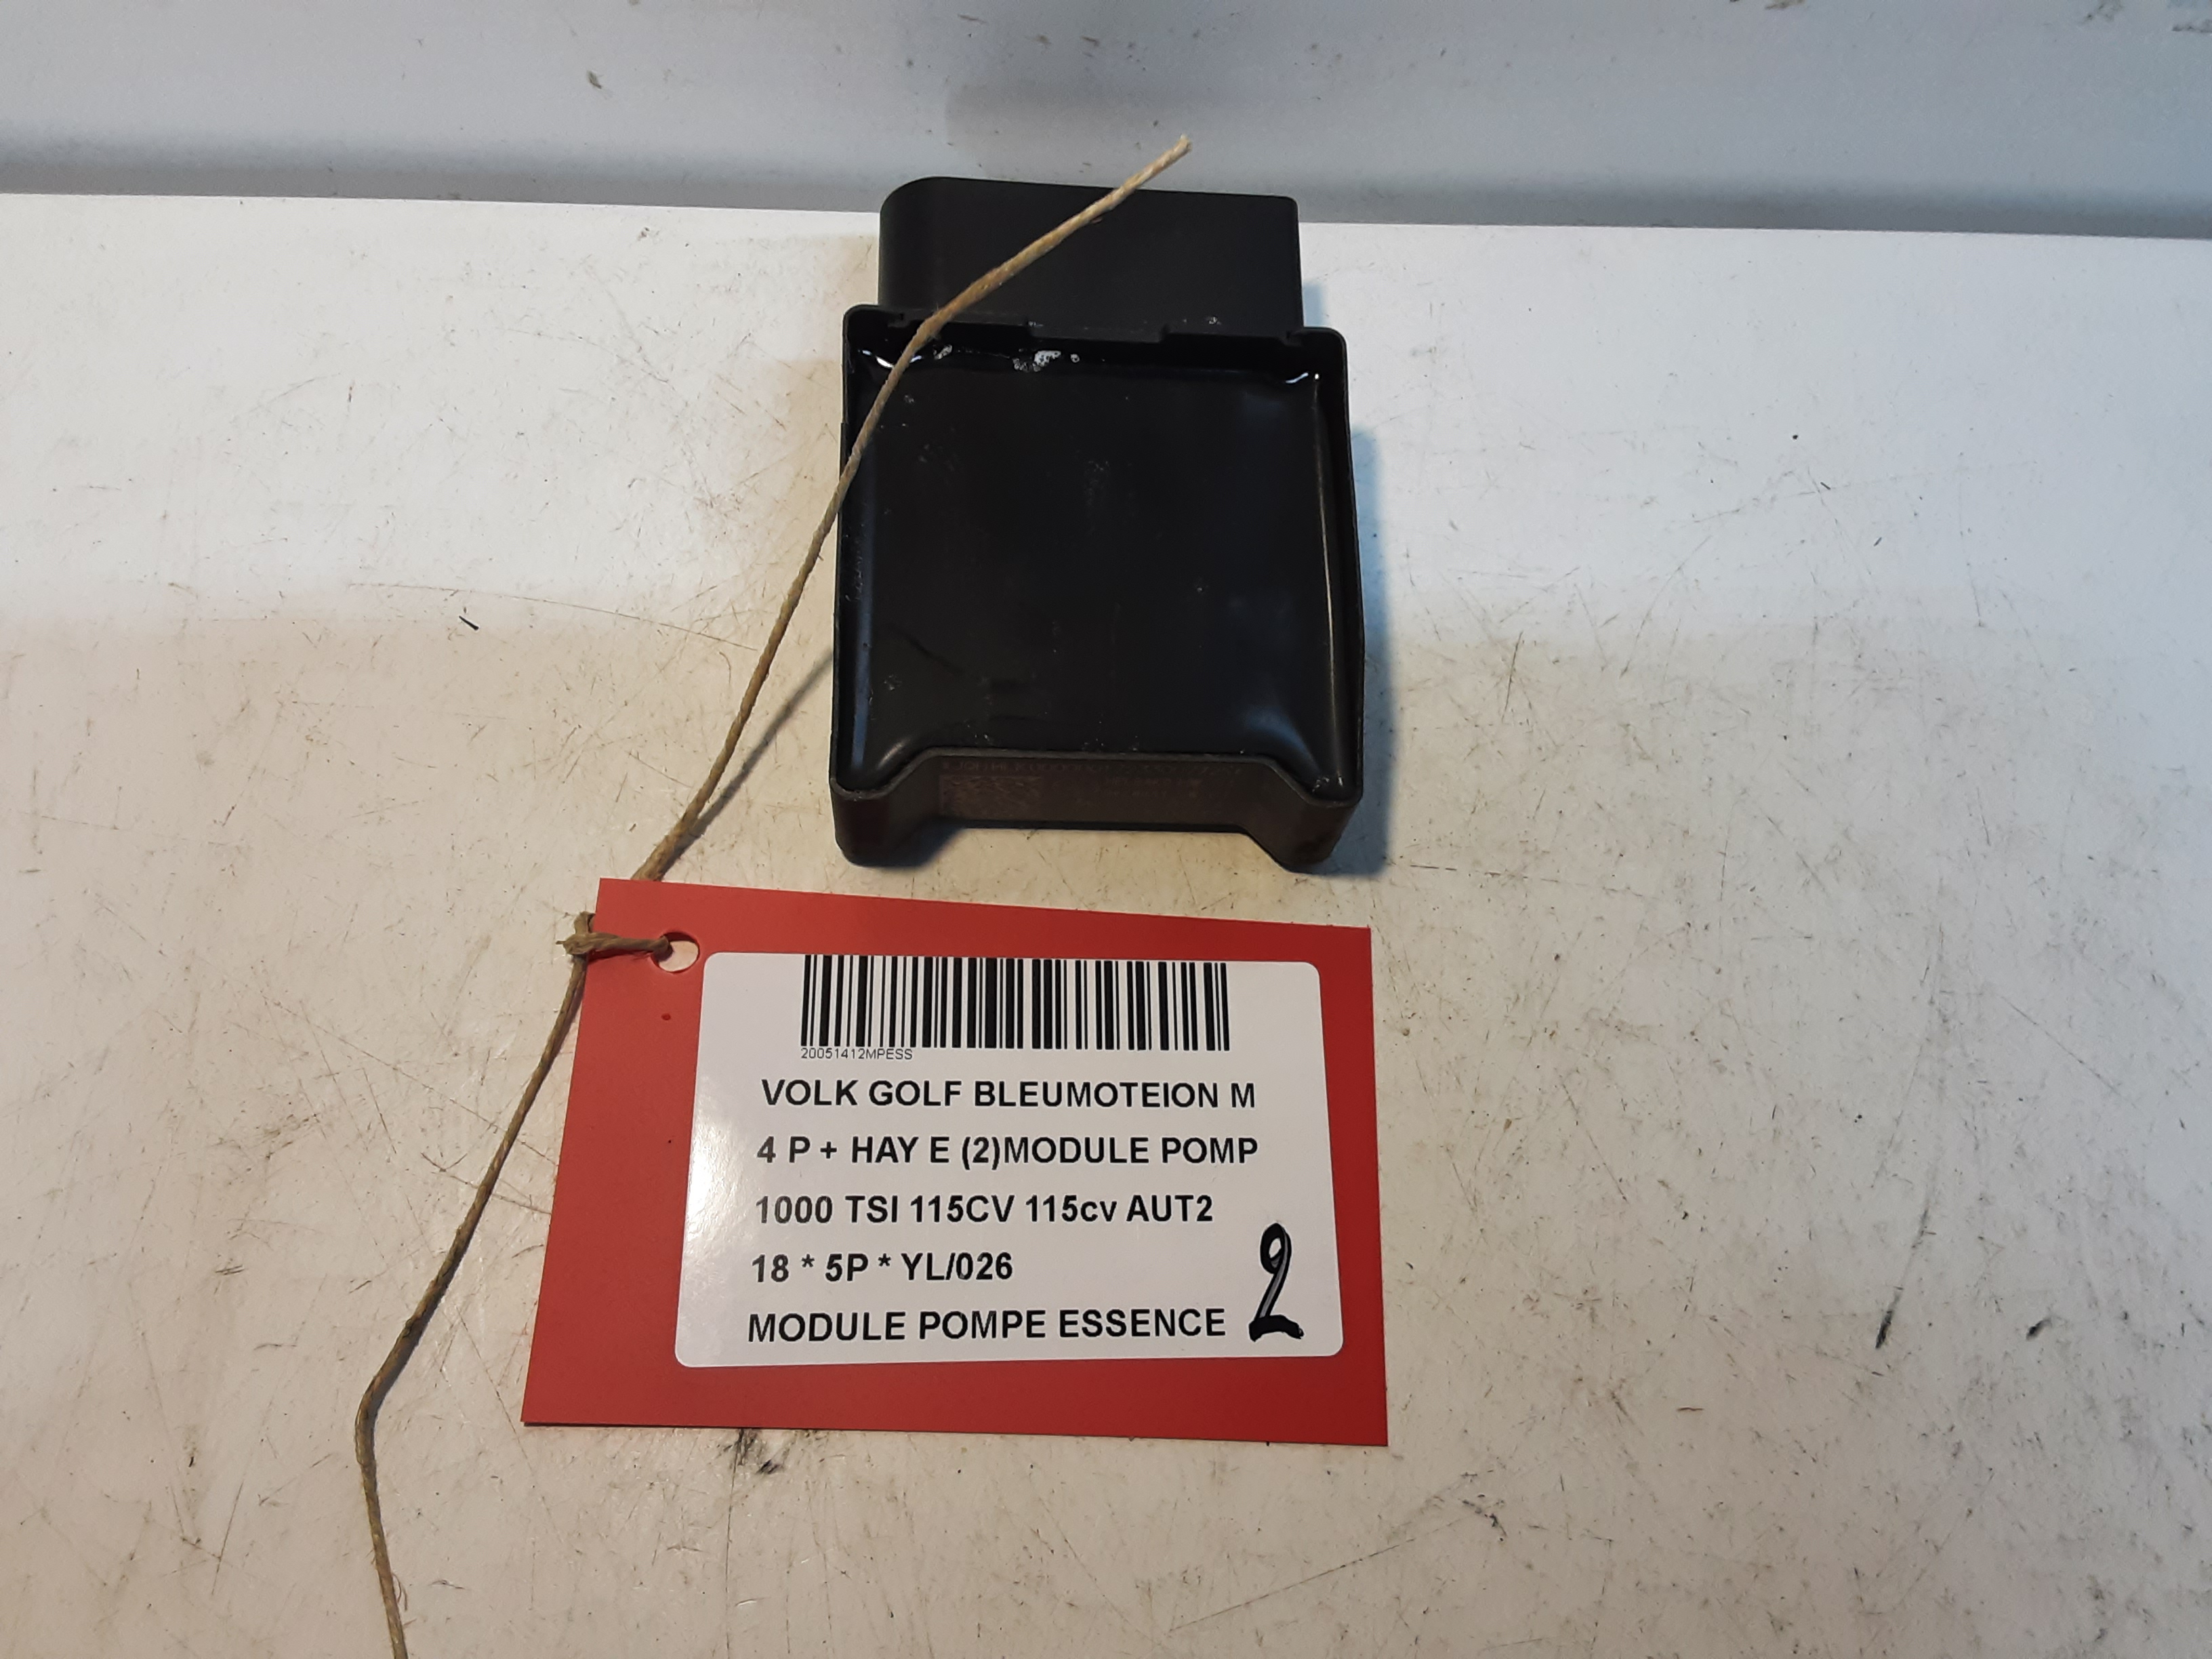 20051412MPESS
VOLK GOLF BLEUMOTEION M
4 P + HAY E (2)MODULE POMP
1000 TSI 115CV 115cv AUT2
18 * 5P * YL/026
MODULE POMPE ESSENCE 2